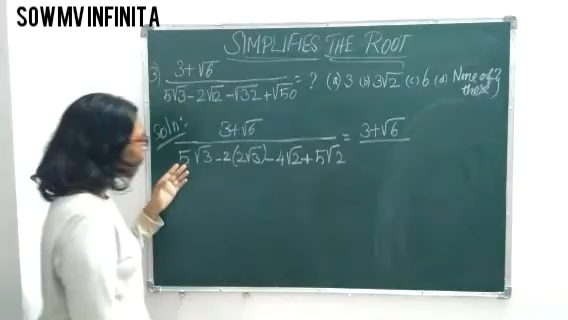 SOWMV INFINITA
SIMPLIFIES THE ROOT
3) (3+√6)/(5√3-2√12-√32+√50) = ? (a) 3 (b) 3√2 (c) 6 (d) None of these
Soln: (3+√6)/(5√3-2(2√3)-4√2+5√2) = 3+√6